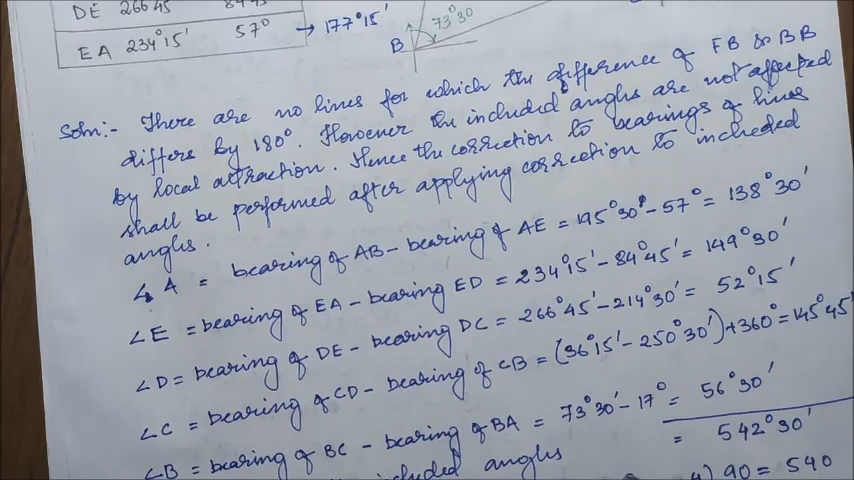 DE 266°45' 84°45'
EA 234°15' 57° → 177°15'
B 73°30'
Soln:- There are no lines for which the difference of FB & BB
differs by 180°. However the included angles are not affected
by local attraction. Hence the correction to bearings of lines
shall be performed after applying correction to included
angles.
∠A = bearing of AB - bearing of AE = 195°30' - 57° = 138°30'
∠E = bearing of EA - bearing ED = 234°15' - 84°45' = 149°30'
∠D = bearing of DE - bearing DC = 266°45' - 214°30' = 52°15'
∠C = bearing of CD - bearing of CB = (36°15' - 250°30') + 360° = 145°45'
∠B = bearing of BC - bearing of BA = 73°30' - 17° = 56°30'
= 542°30'
included angles
4) 90 = 540